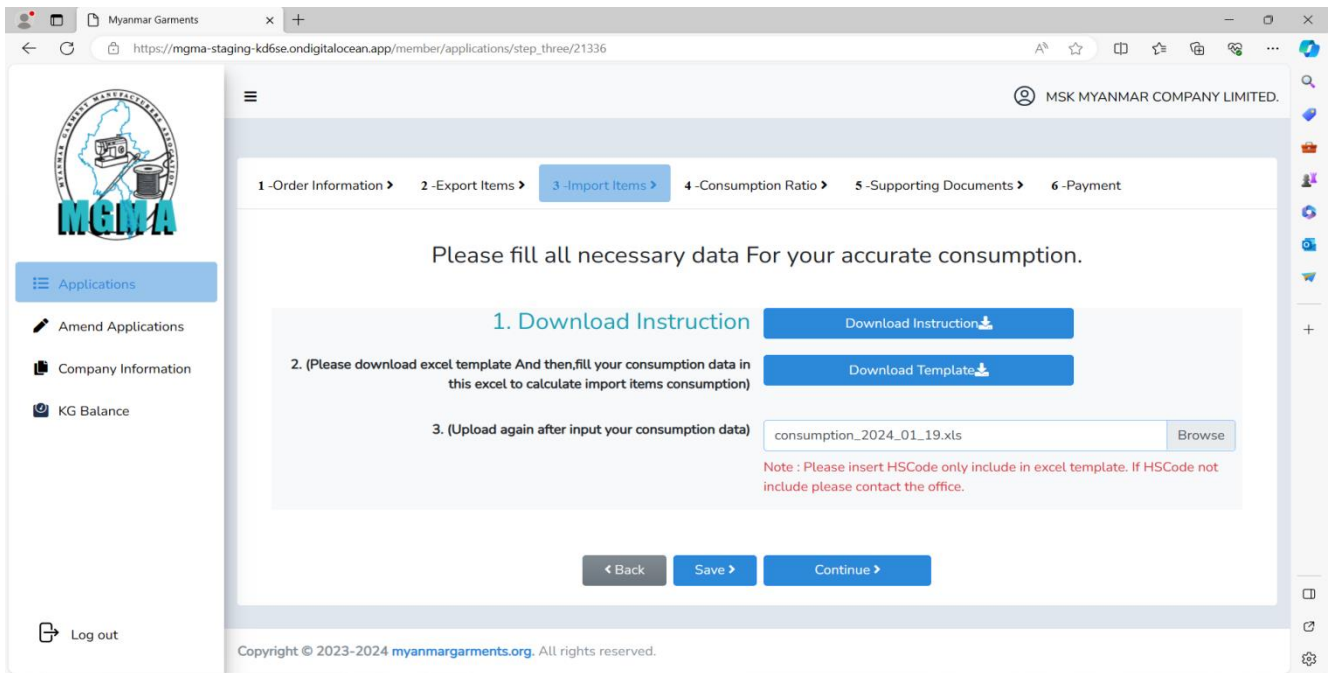 Myanmar Garments
https://mgma-staging-kd6se.ondigitalocean.app/member/applications/step_three/21336
MYANMAR GARMENT MANUFACTURERS ASSOCIATION
MGMA
MSK MYANMAR COMPANY LIMITED.
Applications
Amend Applications
Company Information
KG Balance
Log out
1 -Order Information > 2 -Export Items > 3 -Import Items > 4 -Consumption Ratio > 5 -Supporting Documents > 6 -Payment
Please fill all necessary data For your accurate consumption.
1. Download Instruction Download Instruction
2. (Please download excel template And then,fill your consumption data in
this excel to calculate import items consumption)
Download Template
3. (Upload again after input your consumption data)
consumption_2024_01_19.xls Browse
Note : Please insert HSCode only include in excel template. If HSCode not
include please contact the office.
< Back Save > Continue >
Copyright © 2023-2024 myanmargarments.org. All rights reserved.